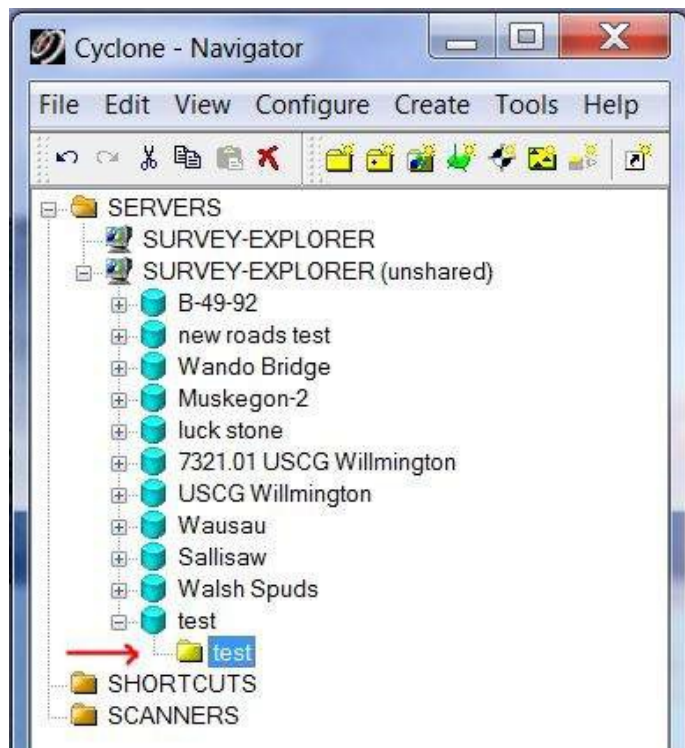 Cyclone - Navigator
File Edit View Configure Create Tools Help
SERVERS
SURVEY-EXPLORER
SURVEY-EXPLORER (unshared)
B-49-92
new roads test
Wando Bridge
Muskegon-2
luck stone
7321.01 USCG Willmington
USCG Willmington
Wausau
Sallisaw
Walsh Spuds
test
test
SHORTCUTS
SCANNERS